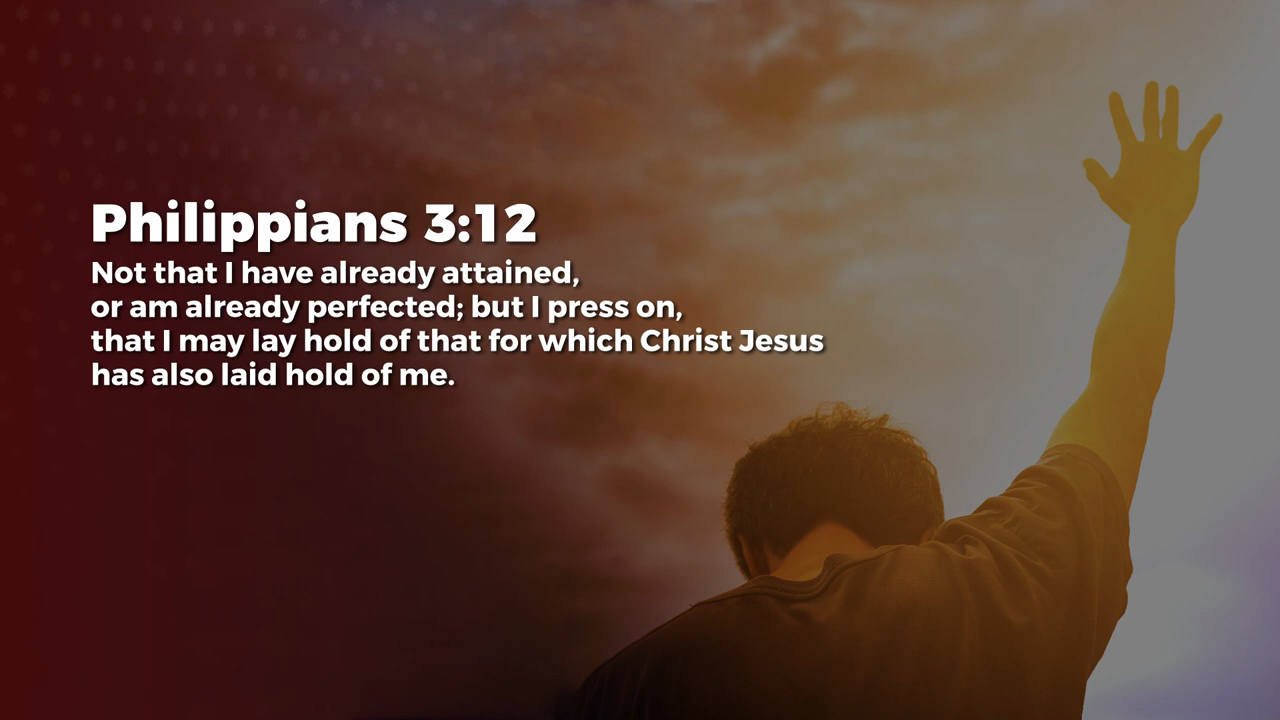 Philippians 3:12
Not that I have already attained,
or am already perfected; but I press on,
that I may lay hold of that for which Christ Jesus
has also laid hold of me.